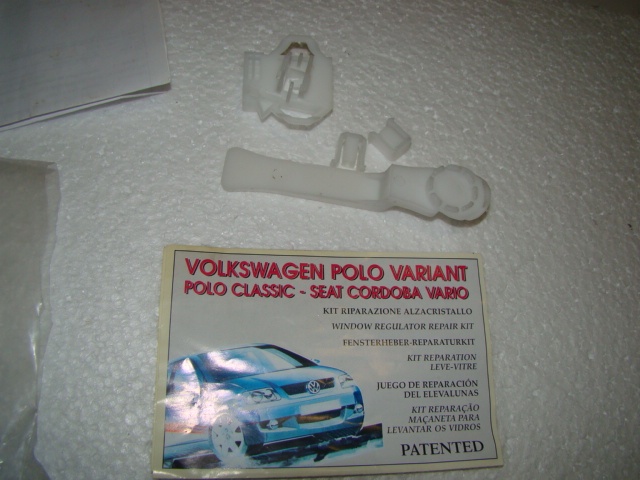 VOLKSWAGEN POLO VARIANT
POLO CLASSIC - SEAT CORDOBA VARIO
KIT RIPARAZIONE ALZACRISTALLO
WINDOW REGULATOR REPAIR KIT
FENSTERHEBER-REPARATURKIT
KIT REPARATION
LEVE-VITRE
JUEGO DE REPARACIÓN
DEL ELEVALUNAS
KIT REPARAÇÃO
MAÇANETA PARA
LEVANTAR OS VIDROS
PATENTED